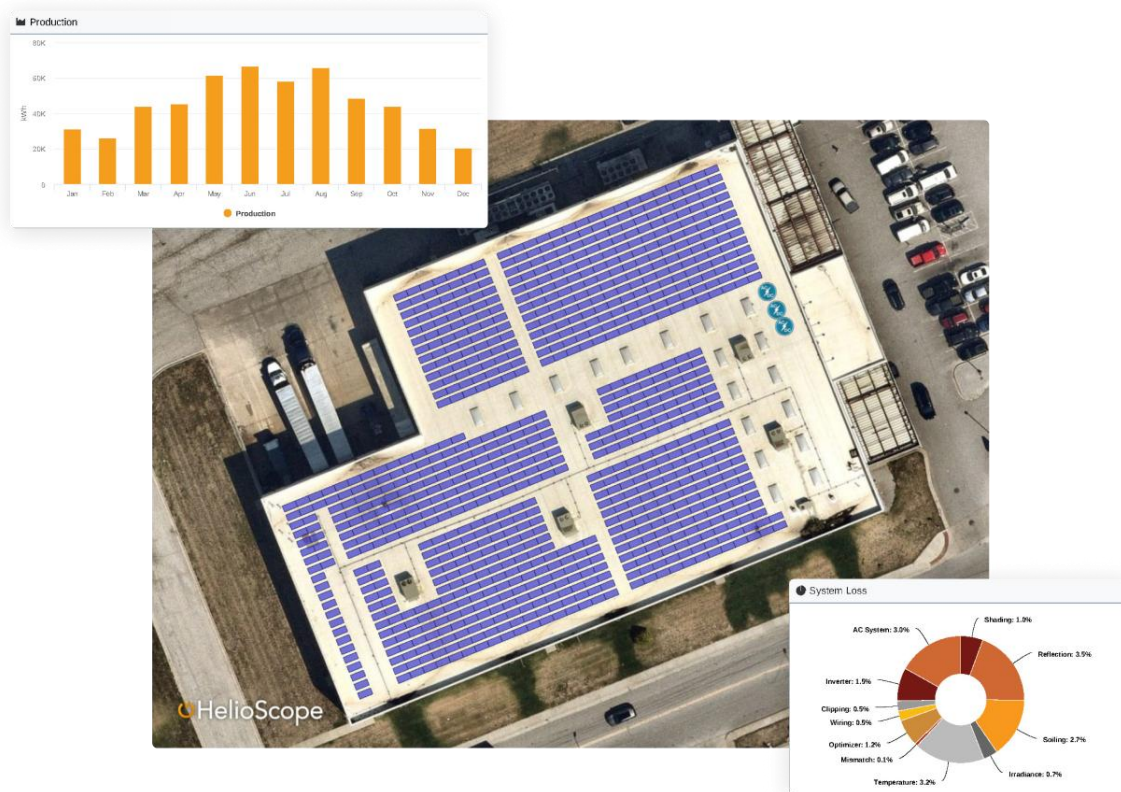 Production
80K
60K
40K
20K
0
kWh
Jan Feb Mar Apr May Jun Jul Aug Sep Oct Nov Dec
Production
HelioScope
System Loss
Shading: 1.0%
AC System: 3.0%
Reflection: 3.5%
Inverter: 1.5%
Clipping: 0.5%
Wiring: 0.5%
Soiling: 2.7%
Optimizer: 1.2%
Mismatch: 0.1%
Irradiance: 0.7%
Temperature: 3.2%